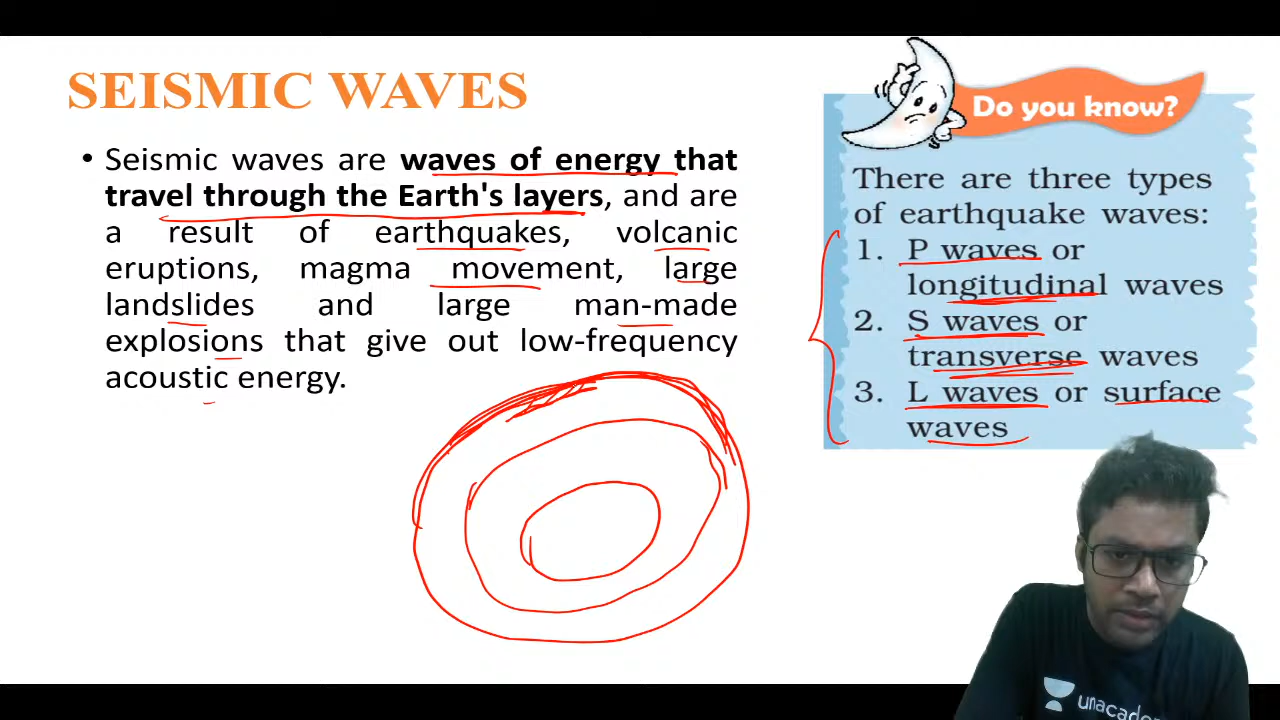 SEISMIC WAVES
• Seismic waves are waves of energy that
travel through the Earth's layers, and are
a result of earthquakes, volcanic
eruptions, magma movement, large
landslides and large man-made
explosions that give out low-frequency
acoustic energy.
Do you know?
There are three types
of earthquake waves:
1. P waves or
longitudinal waves
2. S waves or
transverse waves
3. L waves or surface
waves